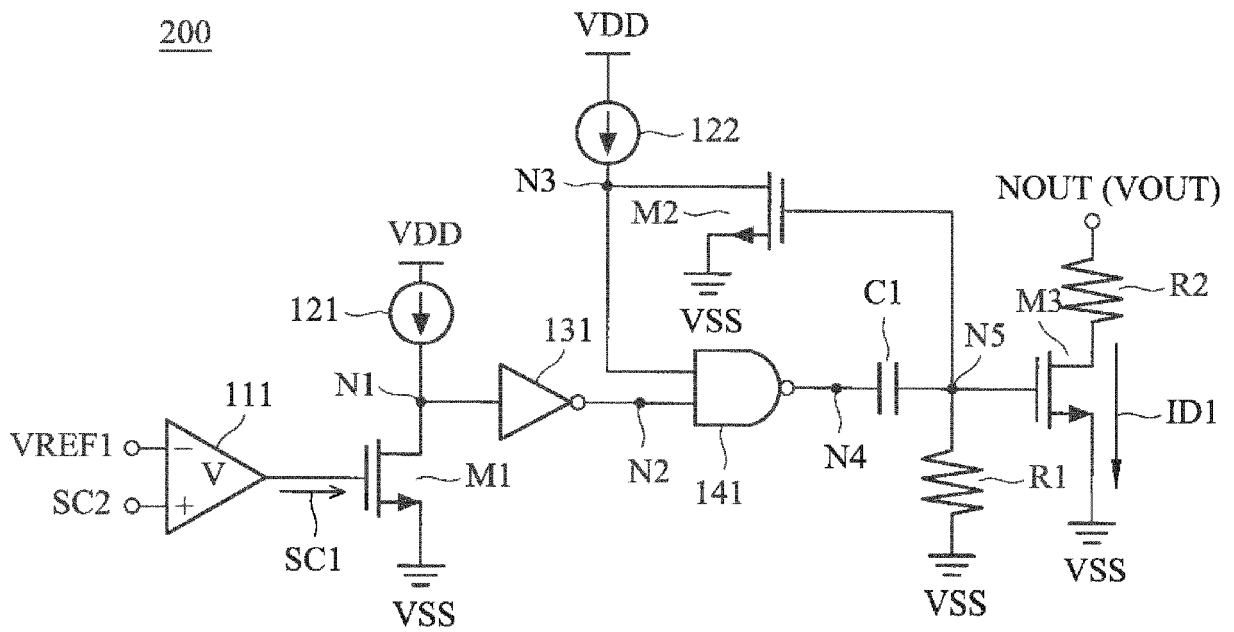 200
VDD
122
N3
M2
NOUT (VOUT)
VDD
VSS
C1
M3
R2
121
131
N5
N1
111
VREF1
−
V
M1
N2
N4
ID1
SC2
+
141
R1
SC1
VSS
VSS
VSS